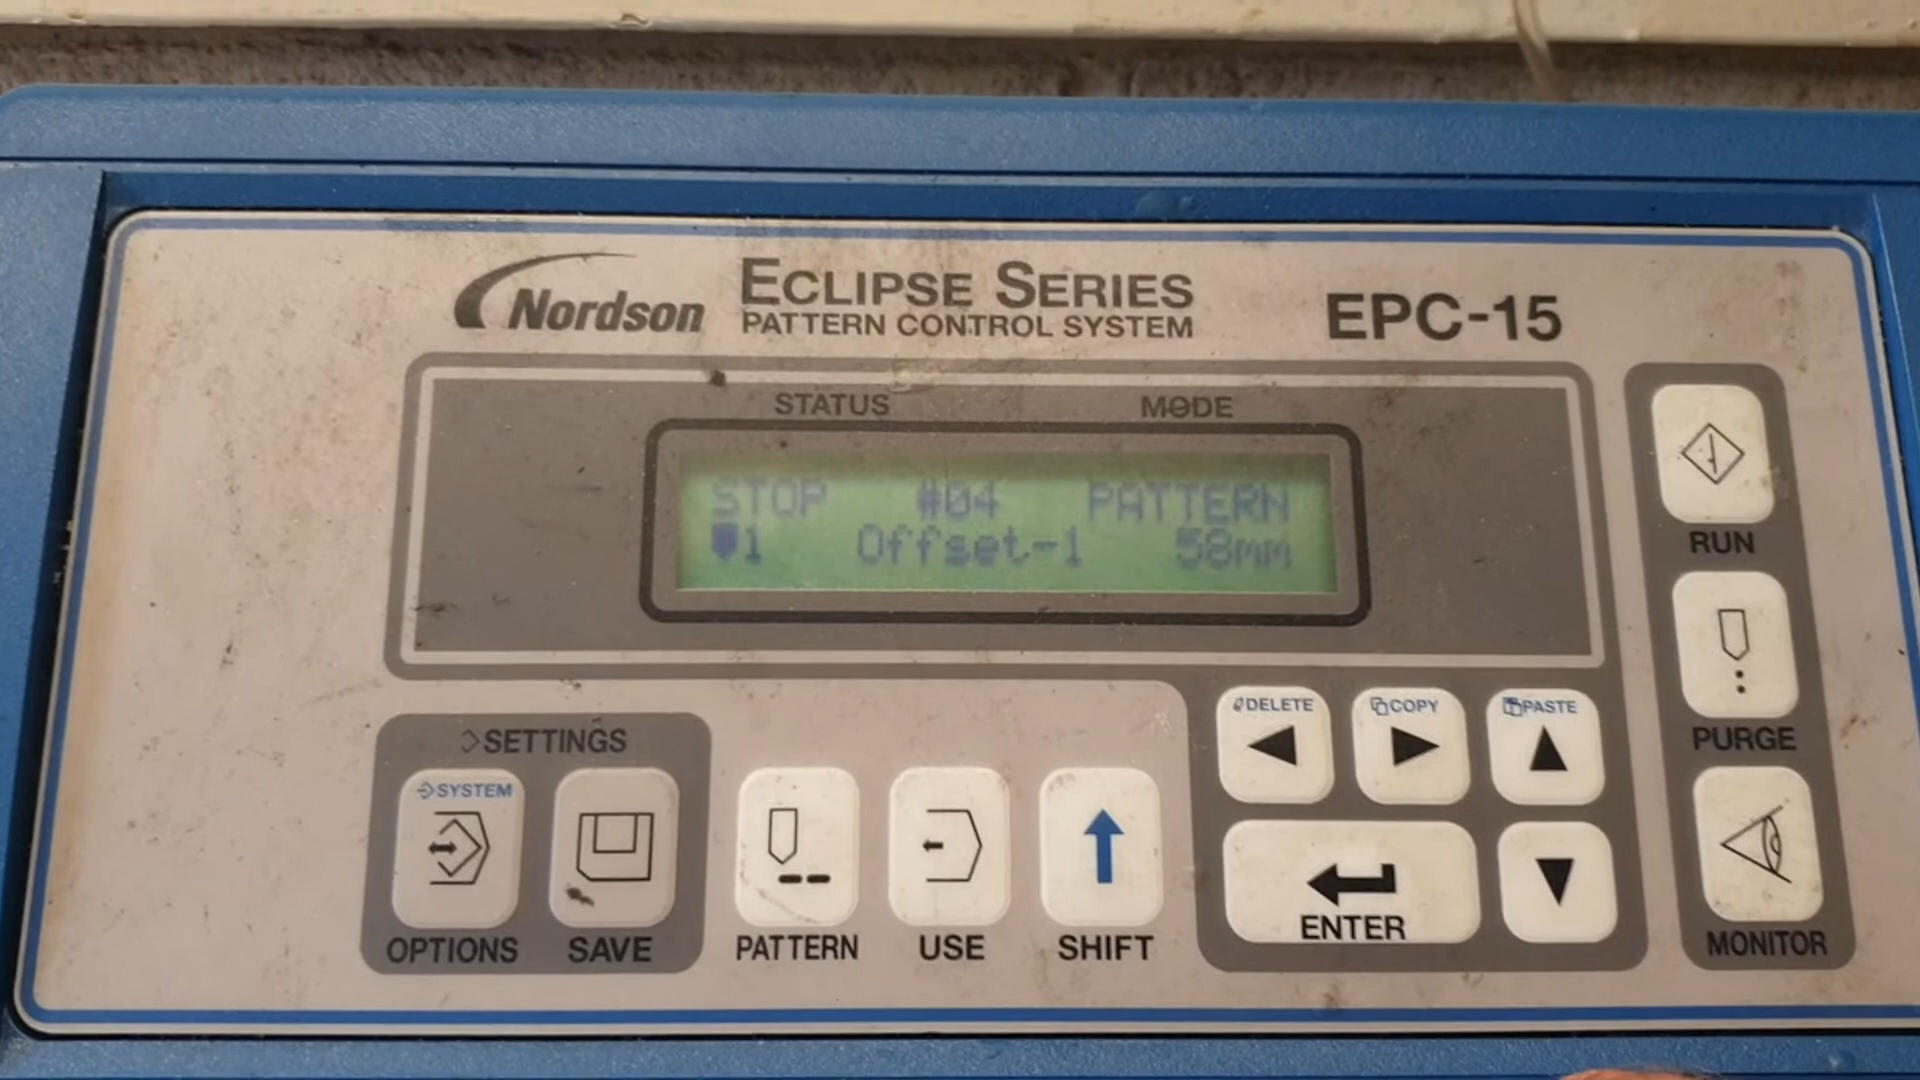 Nordson
ECLIPSE SERIES
PATTERN CONTROL SYSTEM
EPC-15
STATUS MODE
STOP #04 PATTERN
1 Offset-1 58mm
RUN
PURGE
MONITOR
SETTINGS
SYSTEM
OPTIONS SAVE PATTERN USE SHIFT
DELETE COPY PASTE
ENTER